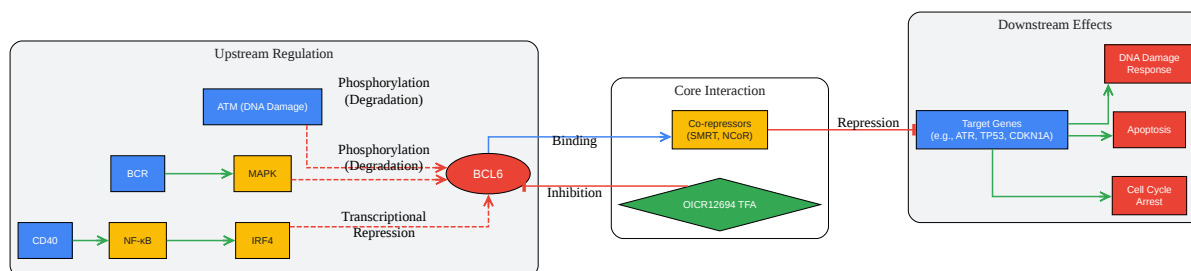 Upstream Regulation
Phosphorylation
(Degradation)
ATM (DNA Damage)
Phosphorylation
(Degradation)
BCR
MAPK
BCL6
Transcriptional
Repression
CD40
NF-κB
IRF4
Binding
Inhibition
Core Interaction
Co-repressors
(SMRT, NCoR)
OICR12694 TFA
Repression
Downstream Effects
DNA Damage
Response
Target Genes
(e.g., ATR, TP53, CDKN1A)
Apoptosis
Cell Cycle
Arrest